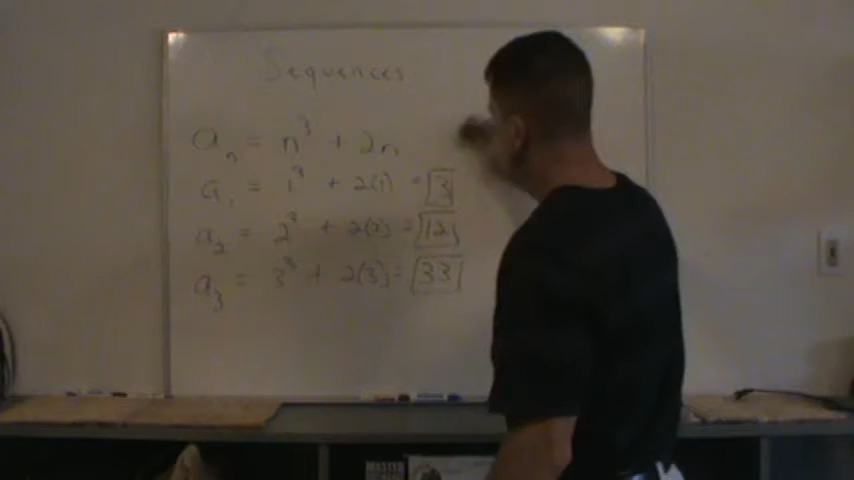 Sequences
aₙ = n³ + 2n
a₁ = 1³ + 2(1) = 3
a₂ = 2³ + 2(2) = 12
a₃ = 3³ + 2(3) = 33
MASTER